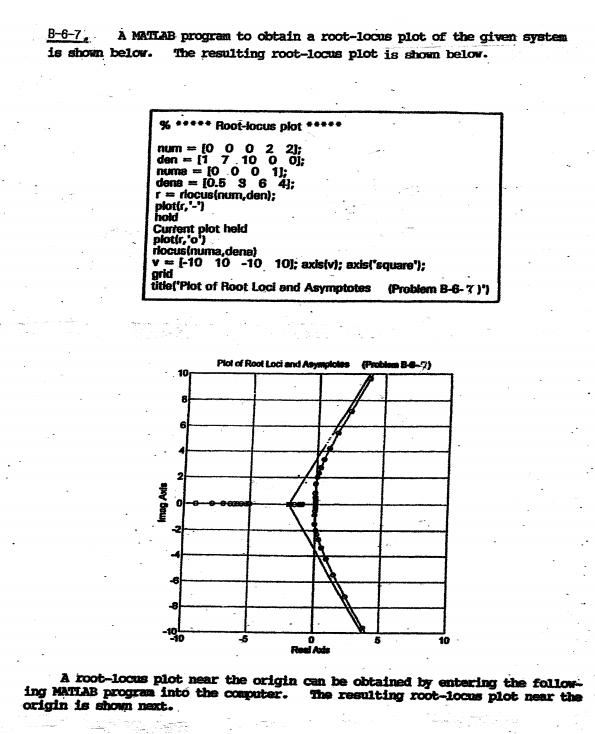 B-6-7. A MATLAB program to obtain a root-locus plot of the given system
is shown below. The resulting root-locus plot is shown below.
% ***** Root-locus plot *****
num = [0 0 0 2 2];
den = [1 7 10 0 0];
numa = [0 0 0 1];
dena = [0.5 3 6 4];
r = rlocus(num,den);
plot(r,'-')
hold
Current plot held
plot(r,'o')
rlocus(numa,dena)
v = [-10 10 -10 10]; axis(v); axis('square');
grid
title('Plot of Root Loci and Asymptotes (Problem B-6-7)')
Plot of Root Loci and Asymptotes (Problem B-6-7)
10
8
6
4
2
0
-2
-4
-6
-8
-10
Imag Axis
-10 -5 0 5 10
Real Axis
A root-locus plot near the origin can be obtained by entering the follow-
ing MATLAB program into the computer. The resulting root-locus plot near the
origin is shown next.